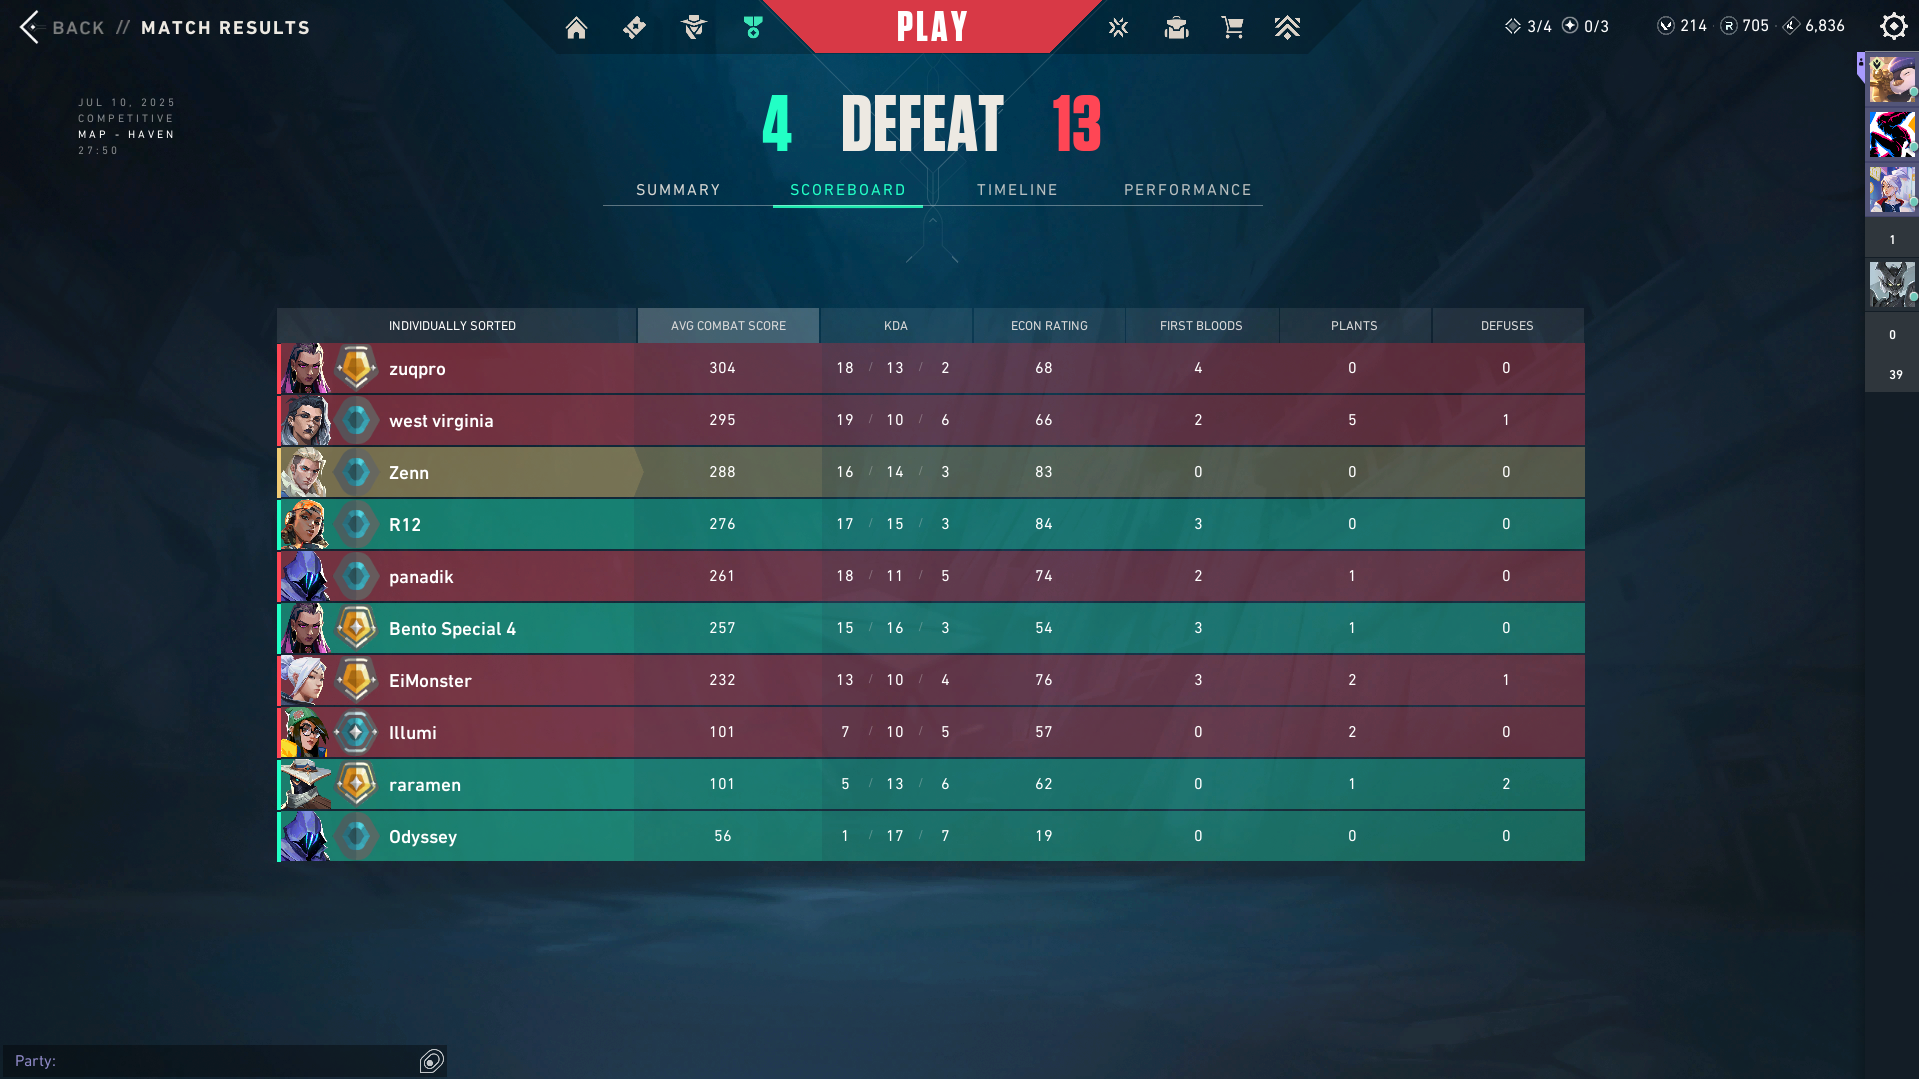 BACK // MATCH RESULTS
PLAY
3/4 0/3 214 705 6,836
JUL 10, 2025
COMPETITIVE
MAP - HAVEN
27:50
4 DEFEAT 13
SUMMARY SCOREBOARD TIMELINE PERFORMANCE
INDIVIDUALLY SORTED AVG COMBAT SCORE KDA ECON RATING FIRST BLOODS PLANTS DEFUSES
zuqpro 304 18 / 13 / 2 68 4 0 0
west virginia 295 19 / 10 / 6 66 2 5 1
Zenn 288 16 / 14 / 3 83 0 0 0
R12 276 17 / 15 / 3 84 3 0 0
panadik 261 18 / 11 / 5 74 2 1 0
Bento Special 4 257 15 / 16 / 3 54 3 1 0
EiMonster 232 13 / 10 / 4 76 3 2 1
Illumi 101 7 / 10 / 5 57 0 2 0
raramen 101 5 / 13 / 6 62 0 1 2
Odyssey 56 1 / 17 / 7 19 0 0 0
1
0
39
Party: